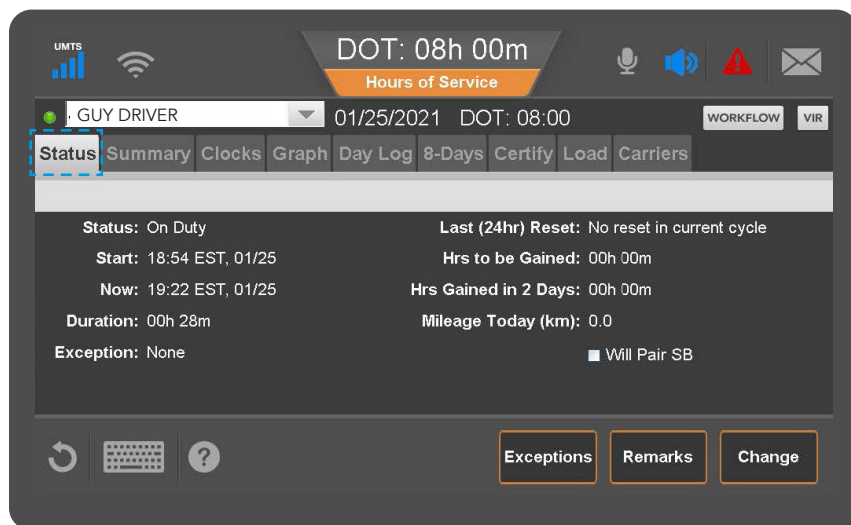 UMTS
DOT: 08h 00m
Hours of Service
GUY DRIVER
01/25/2021 DOT: 08:00
WORKFLOW
VIR
Status Summary Clocks Graph Day Log 8-Days Certify Load Carriers
Status: On Duty
Last (24hr) Reset: No reset in current cycle
Start: 18:54 EST, 01/25
Hrs to be Gained: 00h 00m
Now: 19:22 EST, 01/25
Hrs Gained in 2 Days: 00h 00m
Duration: 00h 28m
Mileage Today (km): 0.0
Exception: None
Will Pair SB
?
Exceptions
Remarks
Change